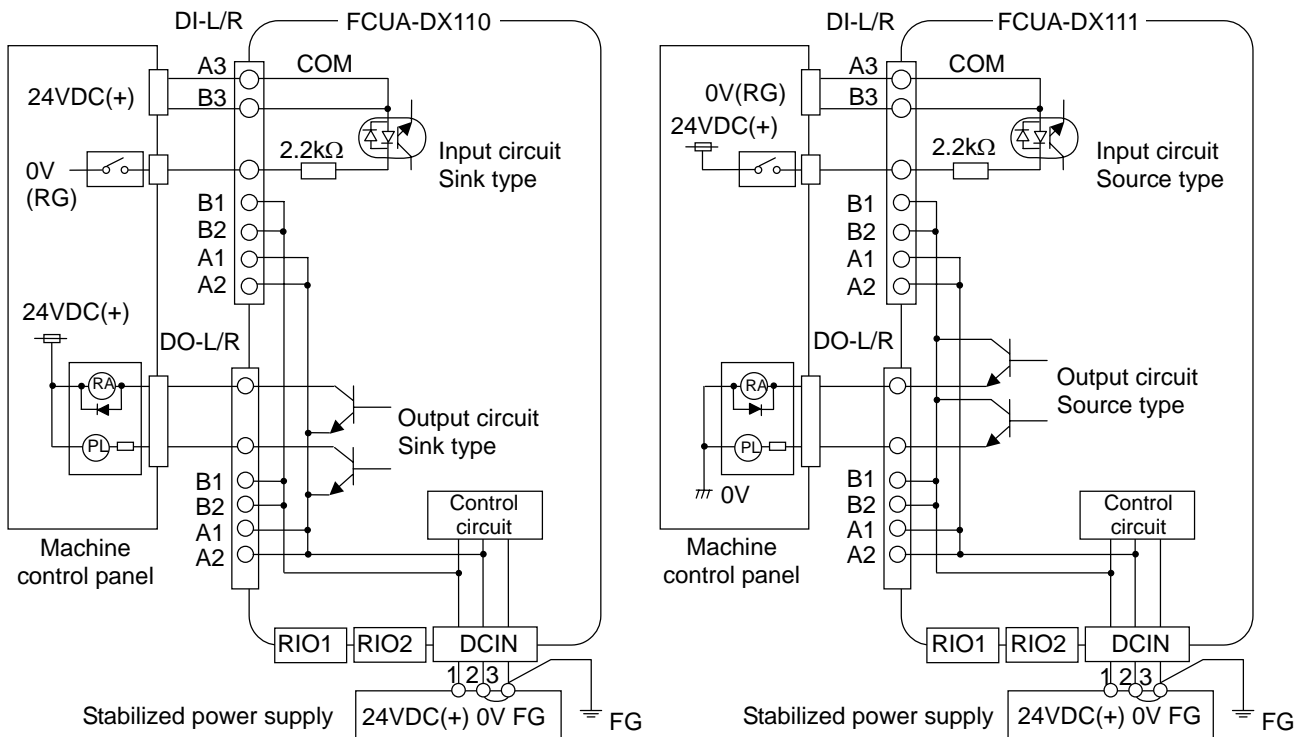 DI-L/R
FCUA-DX110
A3
COM
24VDC(+)
B3
2.2kΩ
Input circuit
Sink type
0V
(RG)
B1
B2
A1
A2
24VDC(+)
DO-L/R
RA
Output circuit
Sink type
PL
B1
B2
A1
A2
Control
circuit
Machine
control panel
RIO1
RIO2
DCIN
1 2 3
Stabilized power supply
24VDC(+) 0V FG
FG
DI-L/R
FCUA-DX111
A3
COM
0V(RG)
B3
24VDC(+)
2.2kΩ
Input circuit
Source type
B1
B2
A1
A2
DO-L/R
RA
Output circuit
Source type
PL
0V
B1
B2
A1
A2
Control
circuit
Machine
control panel
RIO1
RIO2
DCIN
1 2 3
Stabilized power supply
24VDC(+) 0V FG
FG